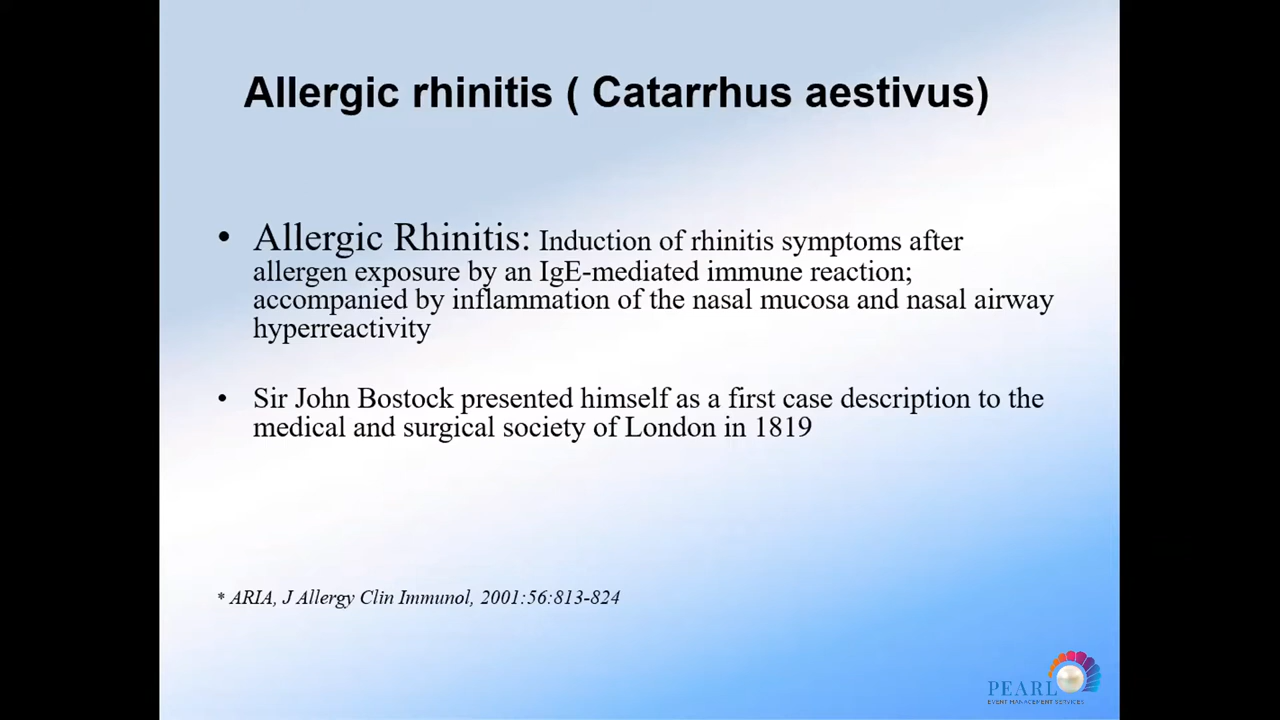 Allergic rhinitis ( Catarrhus aestivus)
• Allergic Rhinitis: Induction of rhinitis symptoms after
allergen exposure by an IgE-mediated immune reaction;
accompanied by inflammation of the nasal mucosa and nasal airway
hyperreactivity
• Sir John Bostock presented himself as a first case description to the
medical and surgical society of London in 1819
* ARIA, J Allergy Clin Immunol, 2001:56:813-824
PEARL
EVENT MANAGEMENT SERVICES